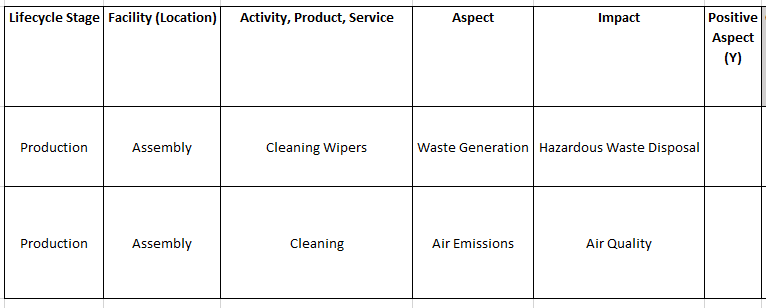 Lifecycle Stage Facility (Location) Activity, Product, Service Aspect Impact Positive Aspect (Y)
Production Assembly Cleaning Wipers Waste Generation Hazardous Waste Disposal
Production Assembly Cleaning Air Emissions Air Quality